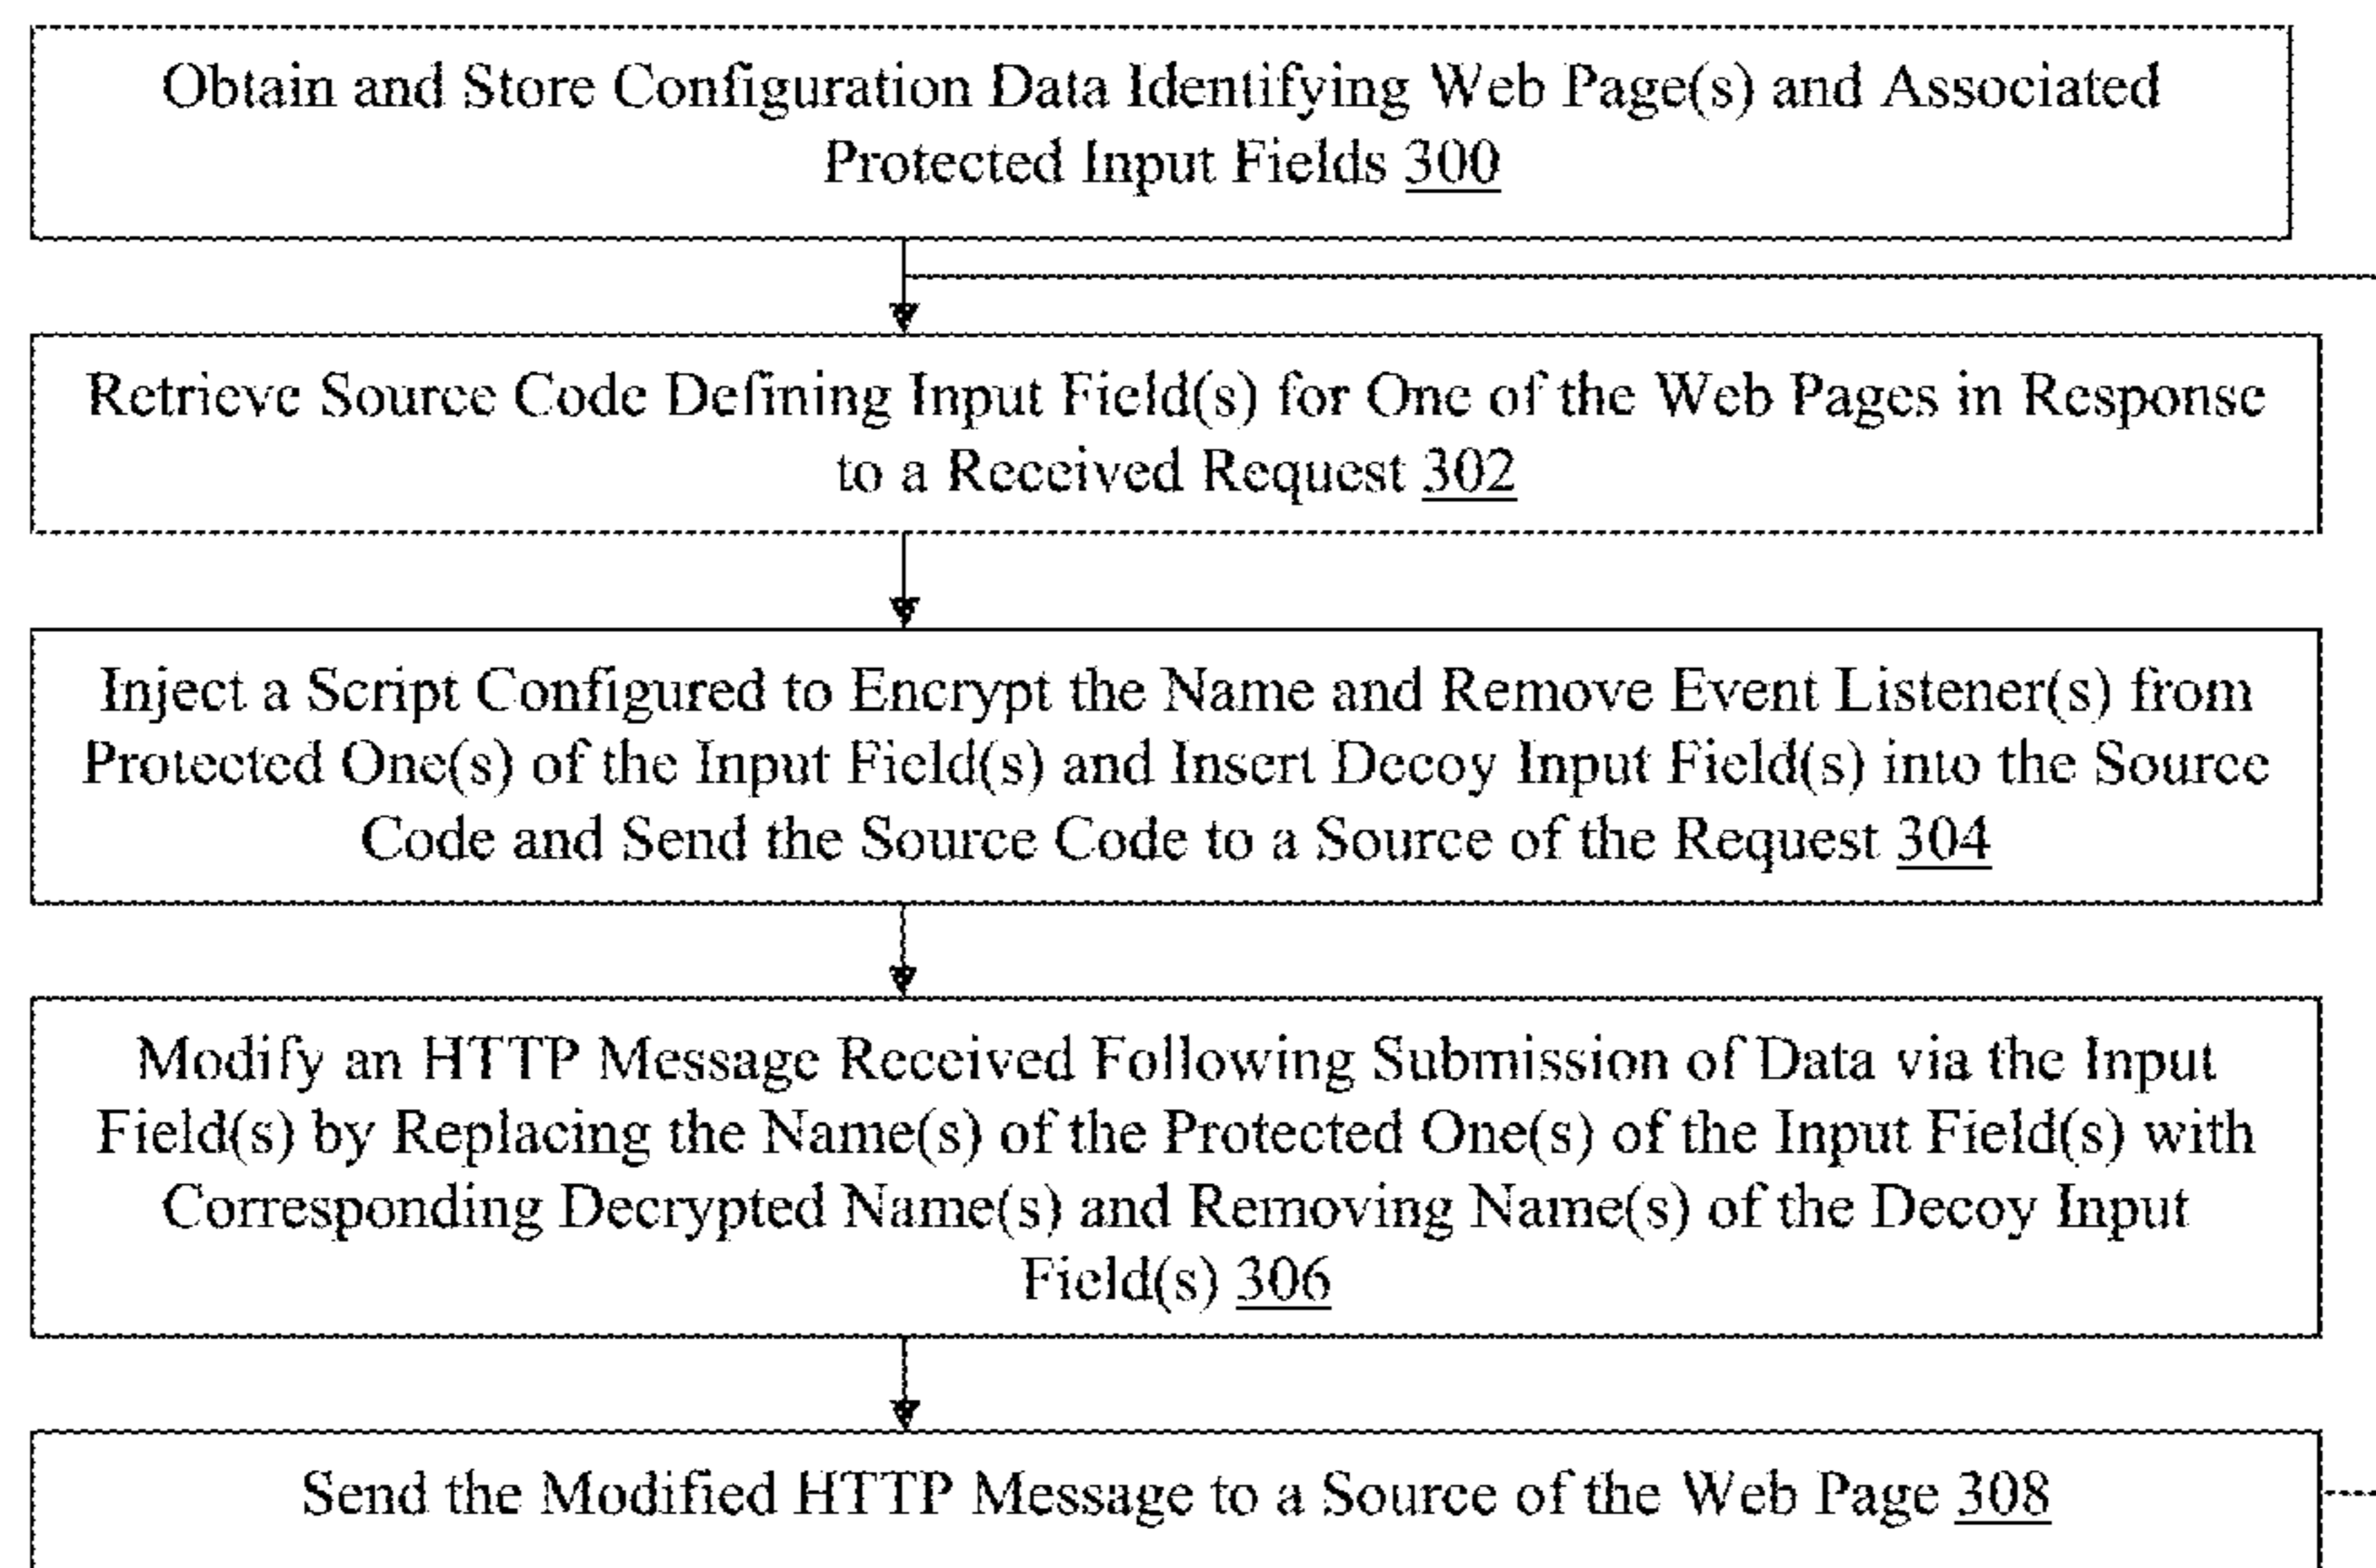 Obtain and Store Configuration Data Identifying Web Page(s) and Associated
Protected Input Fields 300
Retrieve Source Code Defining Input Field(s) for One of the Web Pages in Response
to a Received Request 302
Inject a Script Configured to Encrypt the Name and Remove Event Listener(s) from
Protected One(s) of the Input Field(s) and Insert Decoy Input Field(s) into the Source
Code and Send the Source Code to a Source of the Request 304
Modify an HTTP Message Received Following Submission of Data via the Input
Field(s) by Replacing the Name(s) of the Protected One(s) of the Input Field(s) with
Corresponding Decrypted Name(s) and Removing Name(s) of the Decoy Input
Field(s) 306
Send the Modified HTTP Message to a Source of the Web Page 308